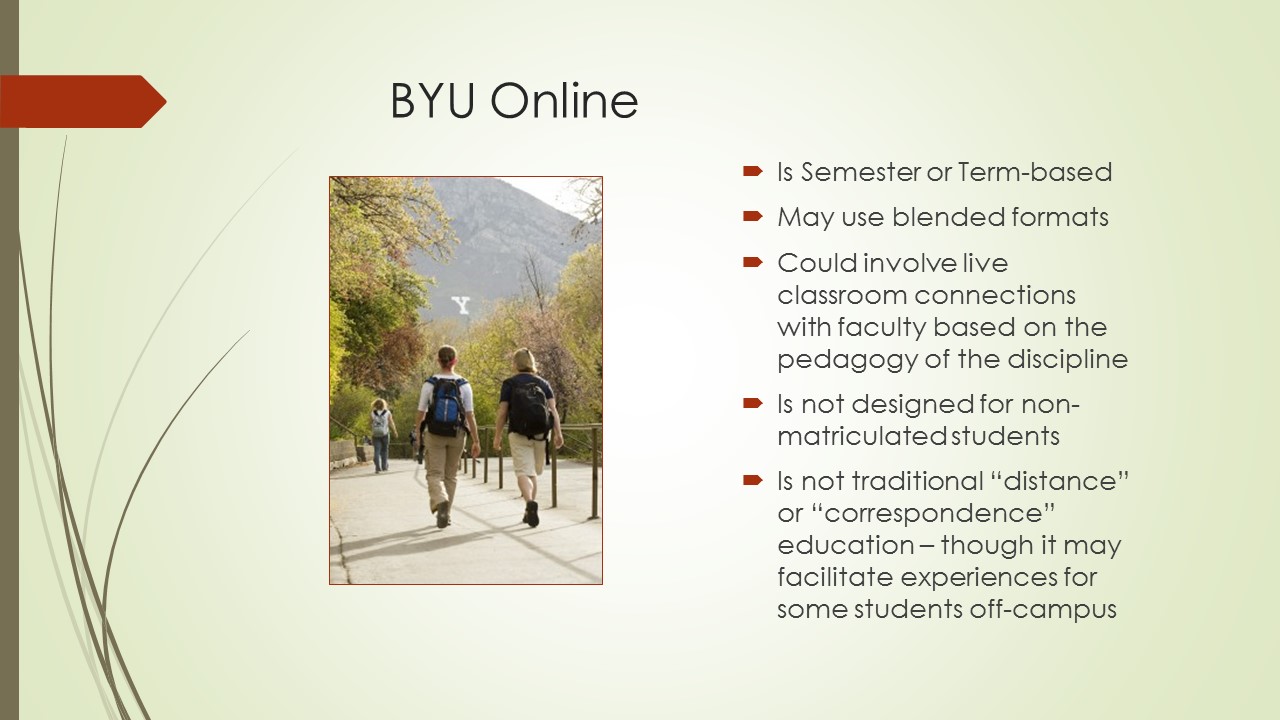 BYU Online
Is Semester or Term-based
May use blended formats
Could involve live
classroom connections
with faculty based on the
pedagogy of the discipline
Is not designed for non-
matriculated students
Is not traditional “distance”
or “correspondence”
education – though it may
facilitate experiences for
some students off-campus
Y